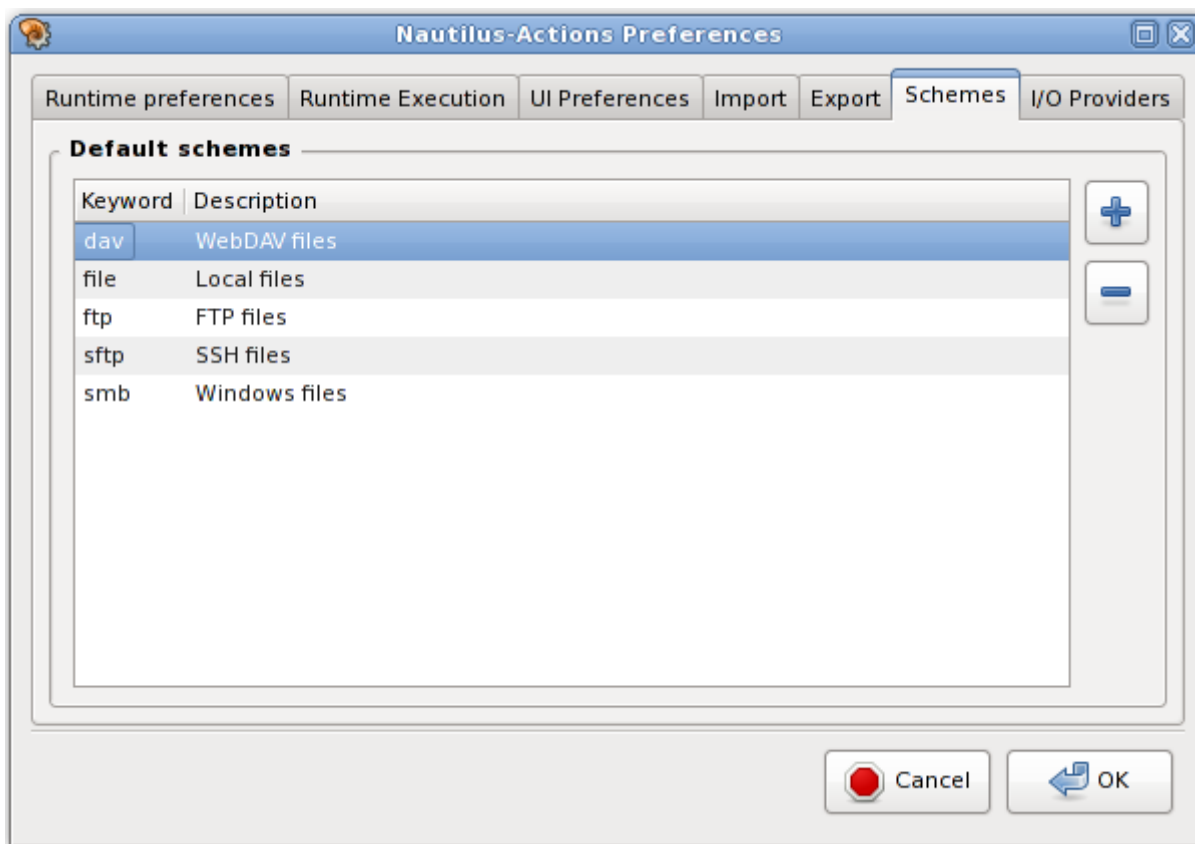 Nautilus-Actions Preferences
Runtime preferences Runtime Execution UI Preferences Import Export Schemes I/O Providers
Default schemes
Keyword Description
dav WebDAV files
file Local files
ftp FTP files
sftp SSH files
smb Windows files
Cancel OK